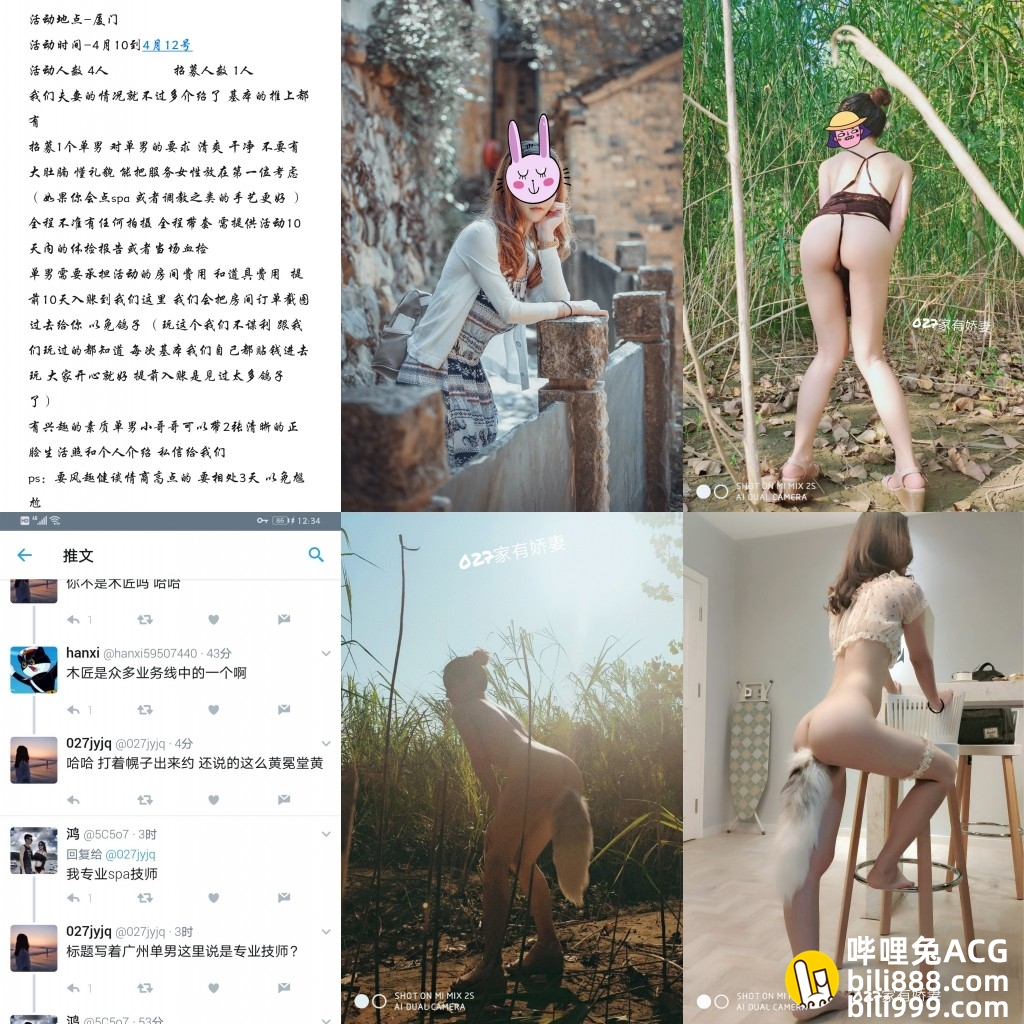 活动地点-厦门
活动时间-4月10到4月12号
活动人数 4人 招募人数 1人
我们夫妻的情况就不过多介绍了 基本的推上都
有
招募1个单男 对单男的要求 清爽 干净 不要有
大肚腩 懂礼貌 能把服务女性放在第一位考虑
（如果你会点spa 或者调教之类的手艺更好 ）
全程不准有任何拍摄 全程带套 需提供活动10
天内的体检报告或者当场血检
单男需要承担活动的房间费用 和道具费用 提
前10天入账到我们这里 我们会把房间订单截图
过去给你 以免鸽子 （玩这个我们不谋利 跟我
们玩过的都知道 每次基本我们自己都贴钱进去
玩 大家开心就好 提前入账是见过太多鸽子
了）
有兴趣的素质单男小哥哥可以带2张清晰的正
脸生活照和个人介绍 私信给我们
ps：要风趣健谈情商高点的 要相处3天 以免尴
尬
027家有娇妻
SHOT ON MI MIX 2S
AI DUAL CAMERA
12:34
推文
你不是木匠吗 哈哈
1
hanxi @hanxi59507440 · 43分
木匠是众多业务线中的一个啊
1
027jyjq @027jyjq · 4分
哈哈 打着幌子出来约 还说的这么黄冕堂黄
鸿 @5C5o7 · 3时
回复给 @027jyjq
我专业spa技师
1
027jyjq @027jyjq · 3时
标题写着广州单男这里说是专业技师？
1
鸿 @5C5o7 · 53分
027家有娇妻
SHOT ON MI MIX 2S
AI DUAL CAMERA
SHOT ON MI MIX 2S
AI DUAL CAMERA
哔哩兔ACG
bili888.com
bili999.com